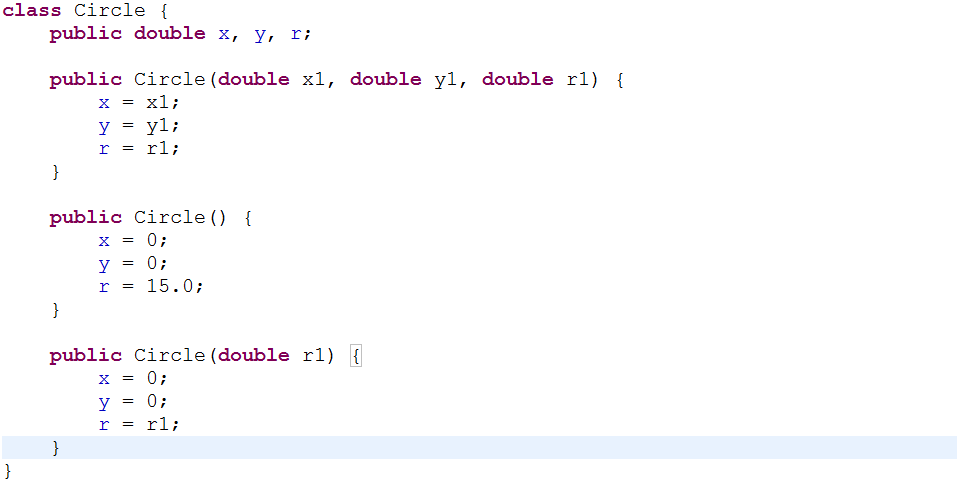 class Circle {
    public double x, y, r;
    public Circle(double x1, double y1, double r1) {
        x = x1;
        y = y1;
        r = r1;
    }
    public Circle() {
        x = 0;
        y = 0;
        r = 15.0;
    }
    public Circle(double r1) {
        x = 0;
        y = 0;
        r = r1;
    }
}